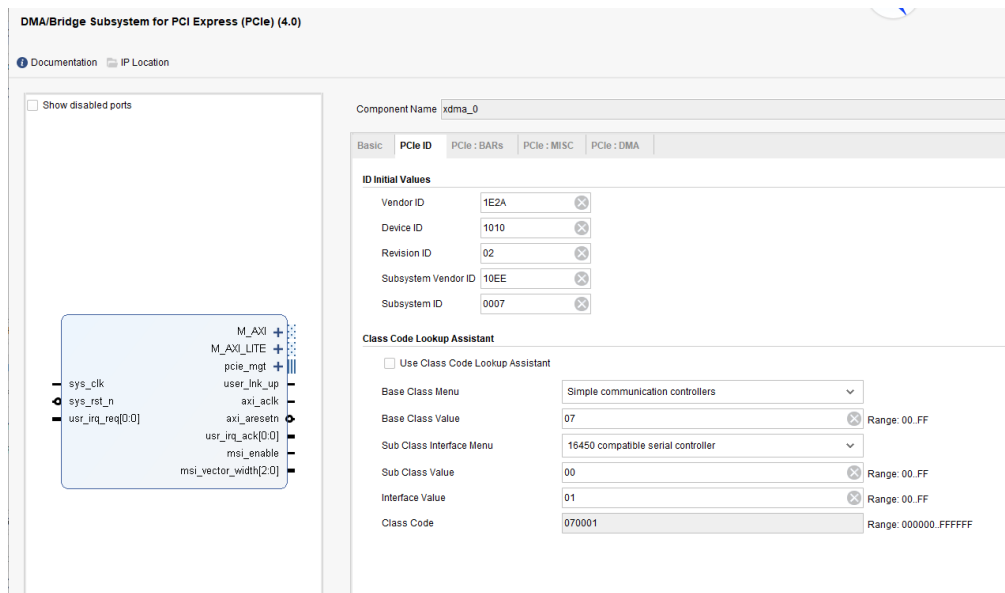 DMA/Bridge Subsystem for PCI Express (PCIe) (4.0)
Documentation IP Location
Show disabled ports
M_AXI
M_AXI_LITE
pcie_mgt
sys_clk user_lnk_up
sys_rst_n axi_aclk
usr_irq_req[0:0] axi_aresetn
usr_irq_ack[0:0]
msi_enable
msi_vector_width[2:0]
Component Name xdma_0
Basic PCIe ID PCIe : BARs PCIe : MISC PCIe : DMA
ID Initial Values
Vendor ID 1E2A
Device ID 1010
Revision ID 02
Subsystem Vendor ID 10EE
Subsystem ID 0007
Class Code Lookup Assistant
Use Class Code Lookup Assistant
Base Class Menu Simple communication controllers
Base Class Value 07 Range: 00..FF
Sub Class Interface Menu 16450 compatible serial controller
Sub Class Value 00 Range: 00..FF
Interface Value 01 Range: 00..FF
Class Code 070001 Range: 000000..FFFFFF